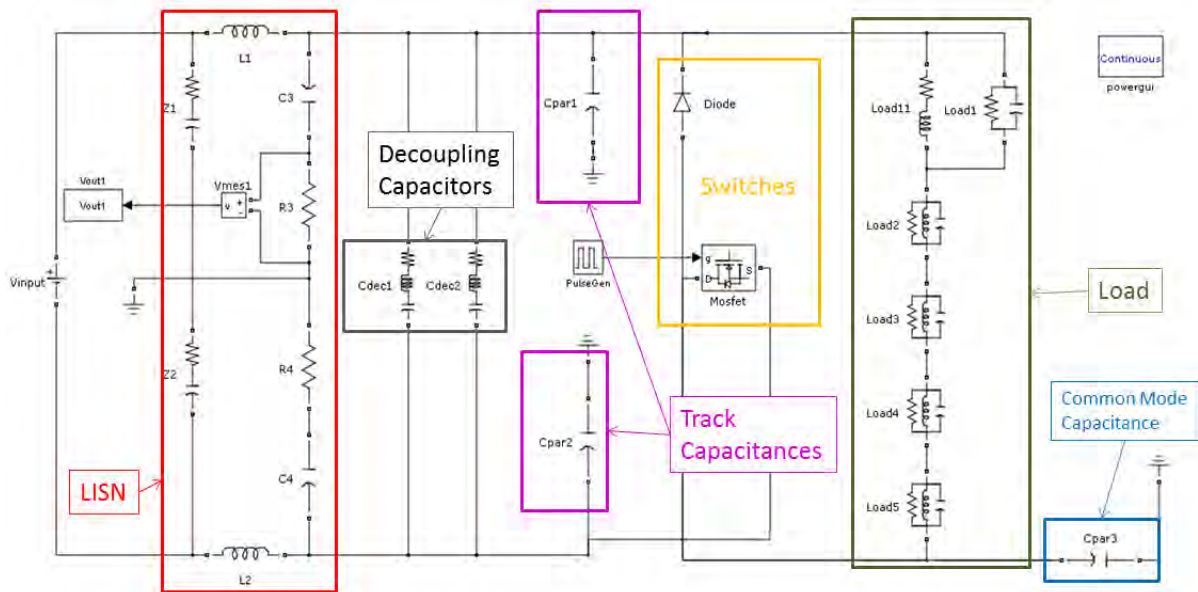 L1
Z1
C3
Cpar1
Diode
Load11
Load1
Continuous
powergui
Decoupling
Capacitors
Switches
Vout1
Vout1
Vmes1
v
+
-
R3
Load2
Vinput
+
Cdec1
Cdec2
PulseGen
g
D
S
Mosfet
Load
Load3
Z2
R4
Track
Capacitances
Common Mode
Capacitance
Load4
Cpar2
LISN
C4
Load5
Cpar3
L2